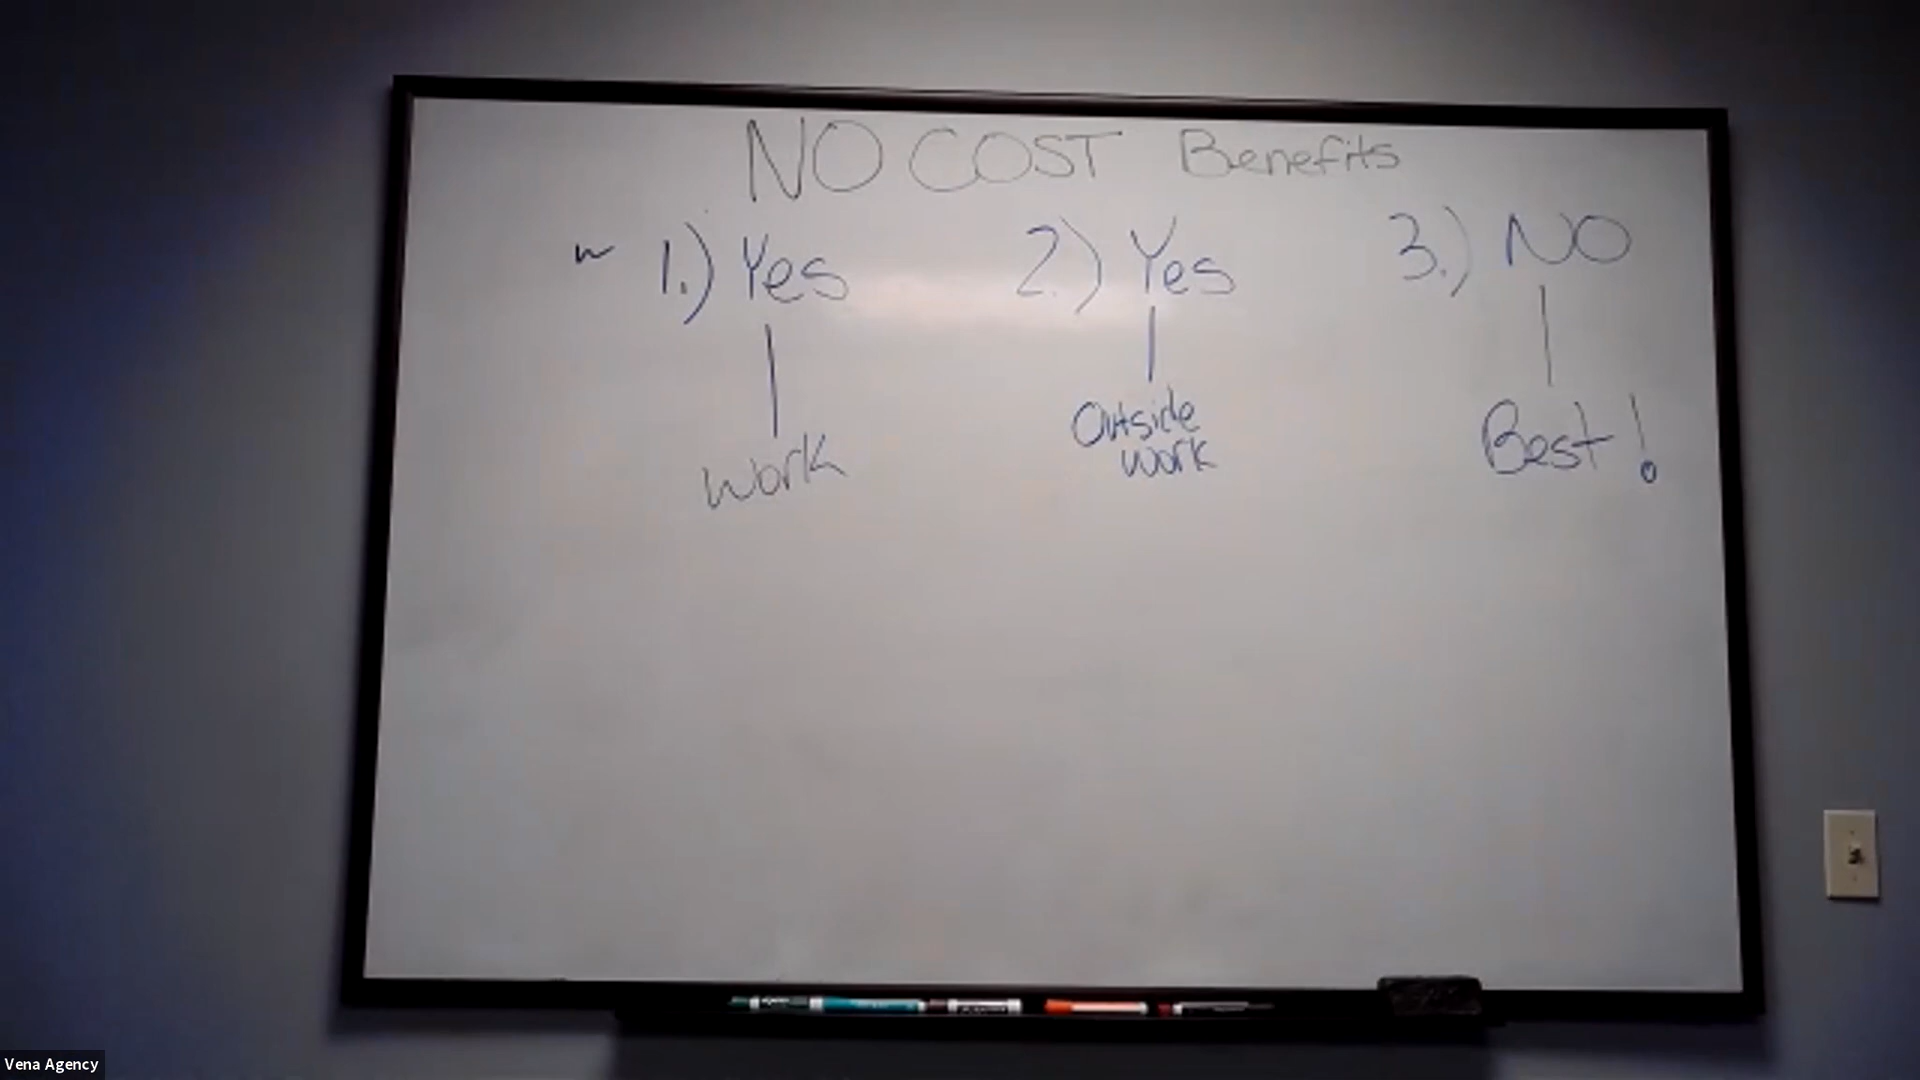 NO COST Benefits
1.) Yes
Work
2.) Yes
Outside
work
3.) NO
Best!
Vena Agency